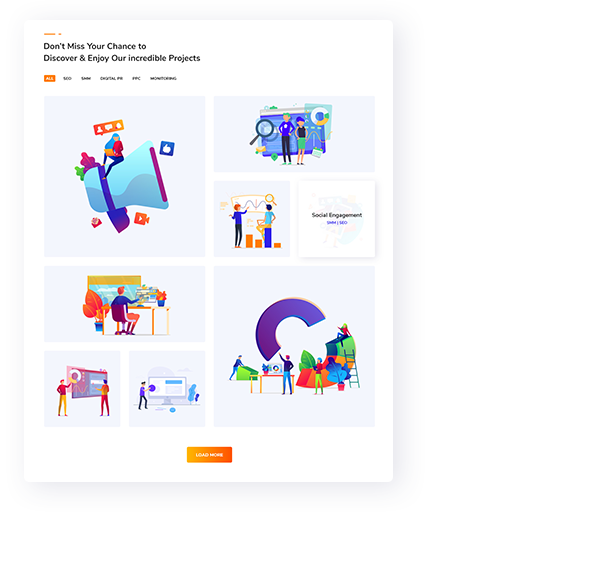 Don't Miss Your Chance to
Discover & Enjoy Our incredible Projects
ALL SEO SMM DIGITAL PR PPC MONITORING
Social Engagement
SMM | SEO
LOAD MORE